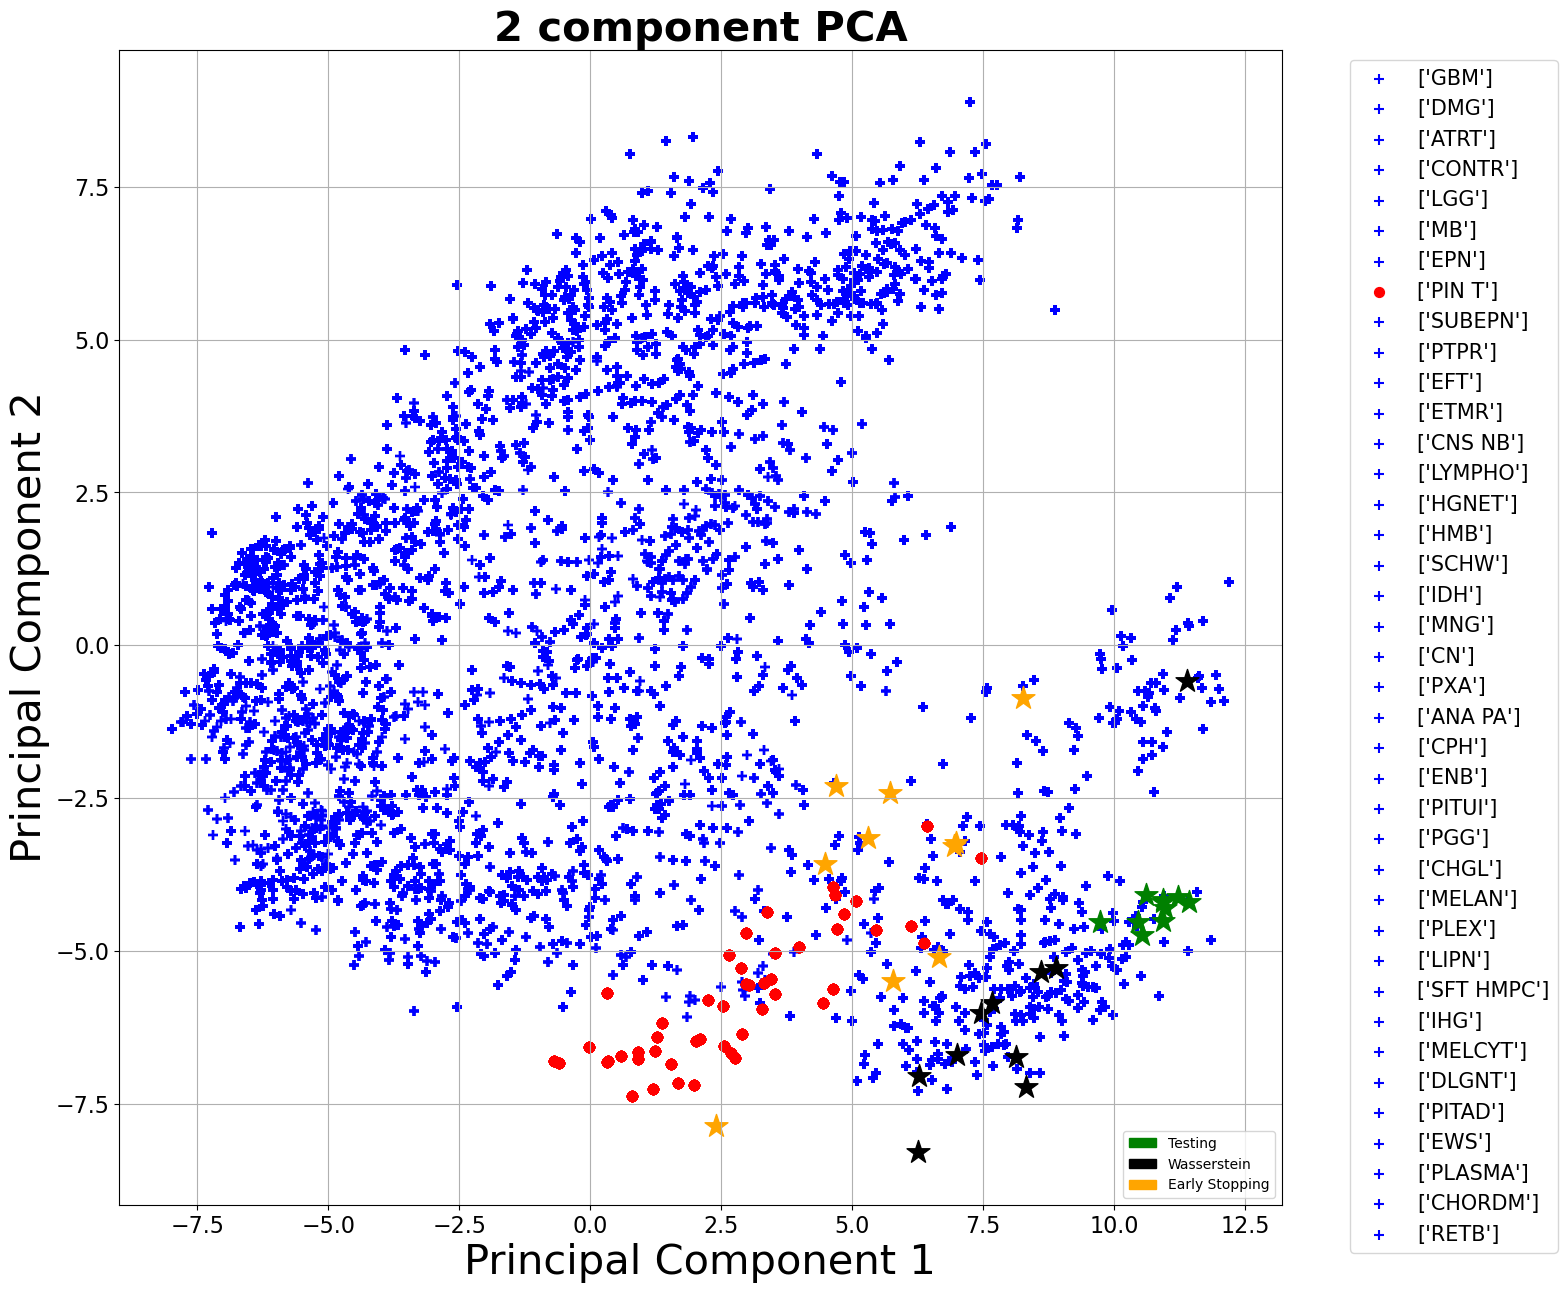 2 component PCA
Principal Component 2
7.5
5.0
2.5
0.0
−2.5
−5.0
−7.5
−7.5
−5.0
−2.5
0.0
2.5
5.0
7.5
10.0
12.5
Principal Component 1
Testing
Wasserstein
Early Stopping
['GBM']
['DMG']
['ATRT']
['CONTR']
['LGG']
['MB']
['EPN']
['PIN T']
['SUBEPN']
['PTPR']
['EFT']
['ETMR']
['CNS NB']
['LYMPHO']
['HGNET']
['HMB']
['SCHW']
['IDH']
['MNG']
['CN']
['PXA']
['ANA PA']
['CPH']
['ENB']
['PITUI']
['PGG']
['CHGL']
['MELAN']
['PLEX']
['LIPN']
['SFT HMPC']
['IHG']
['MELCYT']
['DLGNT']
['PITAD']
['EWS']
['PLASMA']
['CHORDM']
['RETB']